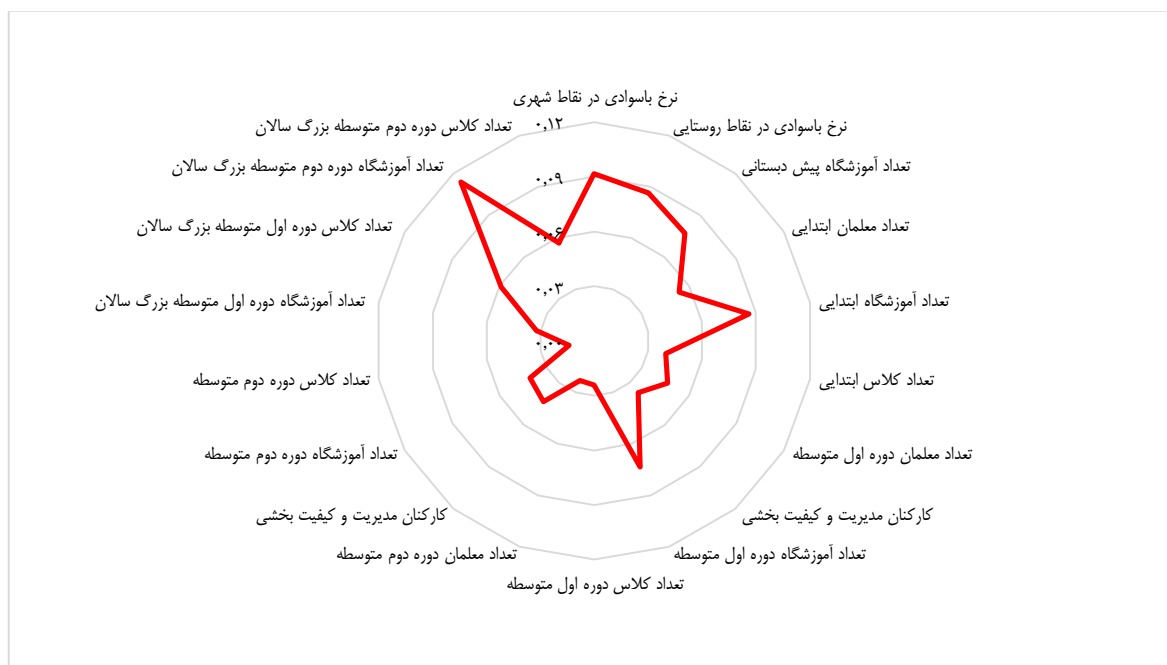 نرخ باسوادی در نقاط شهری
نرخ باسوادی در نقاط روستایی
تعداد آموزشگاه پیش دبستانی
تعداد معلمان ابتدایی
تعداد آموزشگاه ابتدایی
تعداد کلاس ابتدایی
تعداد معلمان دوره اول متوسطه
کارکنان مدیریت و کیفیت بخشی
تعداد آموزشگاه دوره اول متوسطه
تعداد کلاس دوره اول متوسطه
تعداد معلمان دوره دوم متوسطه
کارکنان مدیریت و کیفیت بخشی
تعداد آموزشگاه دوره دوم متوسطه
تعداد کلاس دوره دوم متوسطه
تعداد آموزشگاه دوره اول متوسطه بزرگ سالان
تعداد کلاس دوره اول متوسطه بزرگ سالان
تعداد آموزشگاه دوره دوم متوسطه بزرگ سالان
تعداد کلاس دوره دوم متوسطه بزرگ سالان
۰,۱۲
۰,۰۹
۰,۰۶
۰,۰۳
۰,۰۰